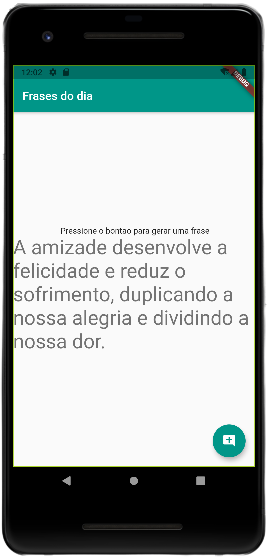 12:02
DEBUG
Frases do dia
Pressione o bontão para gerar uma frase
A amizade desenvolve a
felicidade e reduz o
sofrimento, duplicando a
nossa alegria e dividindo a
nossa dor.